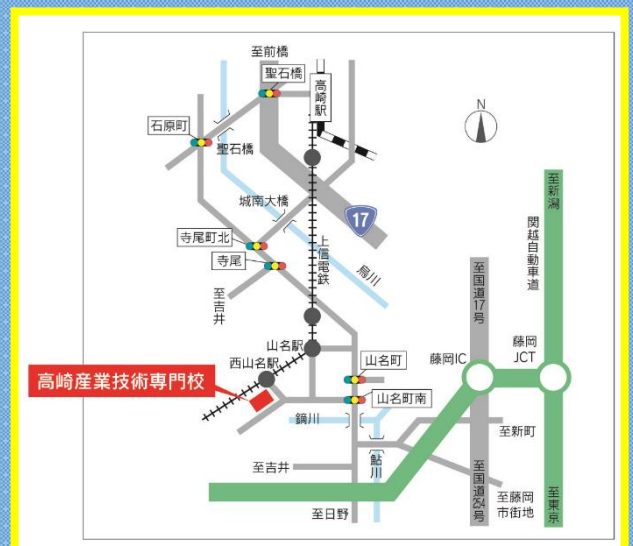 至前橋
聖石橋
高崎駅
石原町
聖石橋
N
城南大橋
17
寺尾町北
寺尾
上信電鉄
烏川
至吉井
至新潟
関越自動車道
至国道17号
山名駅
西山名駅
山名町
藤岡IC
藤岡
JCT
高崎産業技術専門校
山名町南
鏑川
至新町
至吉井
鮎川
至日野
至国道254号
至藤岡
市街地
至東京